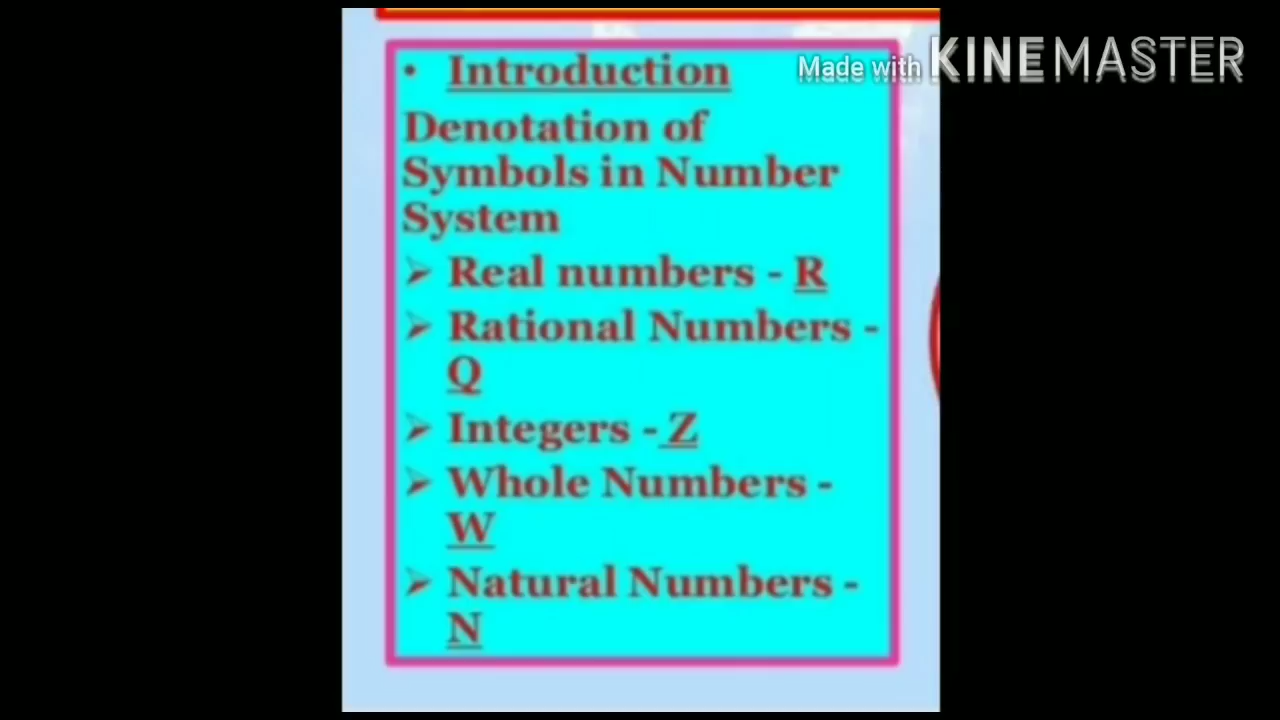 Made with KINEMASTER
• Introduction
Denotation of
Symbols in Number
System
➢ Real numbers - R
➢ Rational Numbers -
Q
➢ Integers - Z
➢ Whole Numbers -
W
➢ Natural Numbers -
N